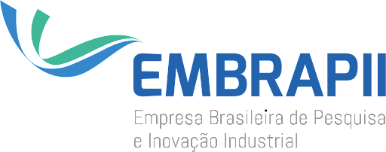 EMBRAPII
Empresa Brasileira de Pesquisa
e Inovação Industrial